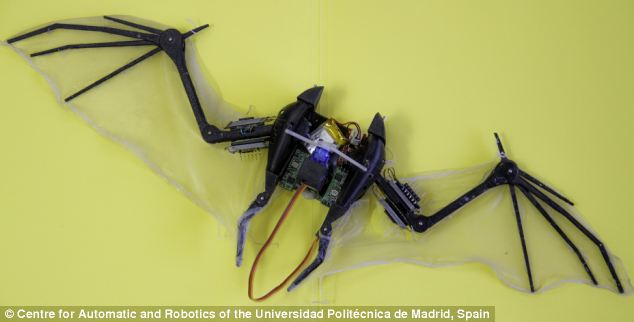 © Centre for Automatic and Robotics of the Universidad Politécnica de Madrid, Spain